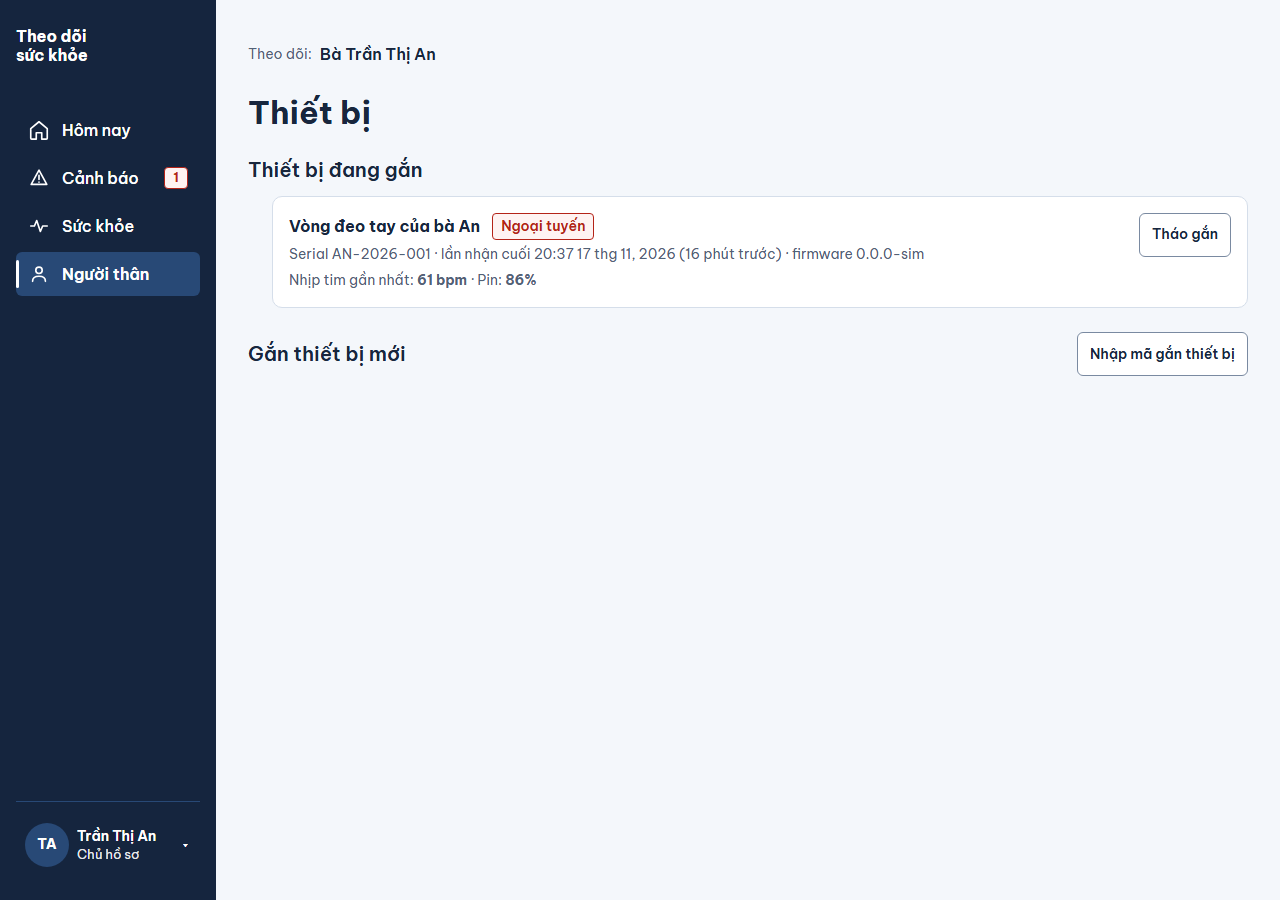 Theo dõi
sức khỏe
Hôm nay
Cảnh báo 1
Sức khỏe
Người thân
TA
Trần Thị An
Chủ hồ sơ
Theo dõi: Bà Trần Thị An
Thiết bị
Thiết bị đang gắn
Vòng đeo tay của bà An Ngoại tuyến
Serial AN-2026-001 · lần nhận cuối 20:37 17 thg 11, 2026 (16 phút trước) · firmware 0.0.0-sim
Nhịp tim gần nhất: 61 bpm · Pin: 86%
Tháo gắn
Gắn thiết bị mới
Nhập mã gắn thiết bị